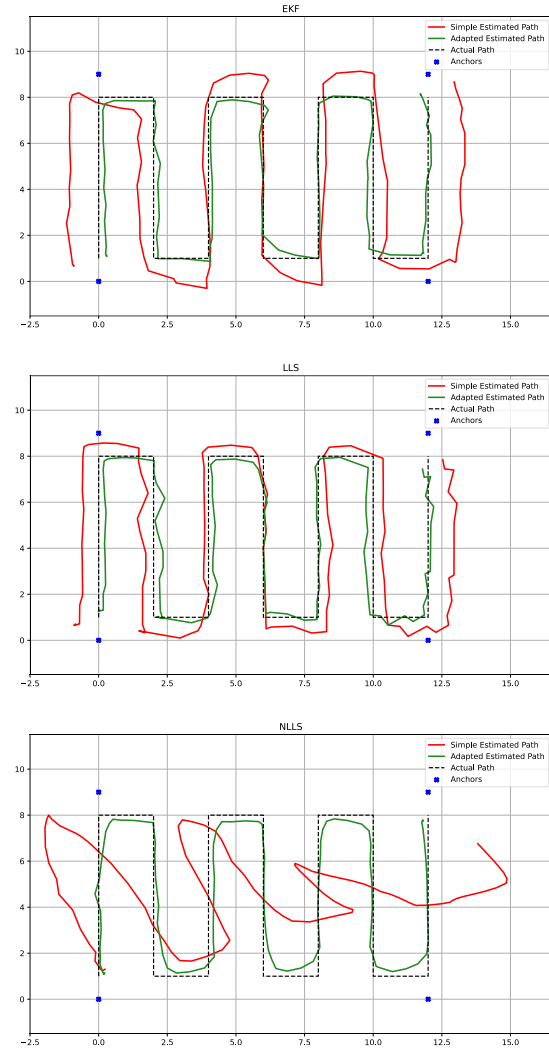 EKF
Simple Estimated Path
Adapted Estimated Path
Actual Path
Anchors
10
8
6
4
2
0
−2.5 0.0 2.5 5.0 7.5 10.0 12.5 15.0
LLS
Simple Estimated Path
Adapted Estimated Path
Actual Path
Anchors
10
8
6
4
2
0
−2.5 0.0 2.5 5.0 7.5 10.0 12.5 15.0
NLLS
Simple Estimated Path
Adapted Estimated Path
Actual Path
Anchors
10
8
6
4
2
0
−2.5 0.0 2.5 5.0 7.5 10.0 12.5 15.0